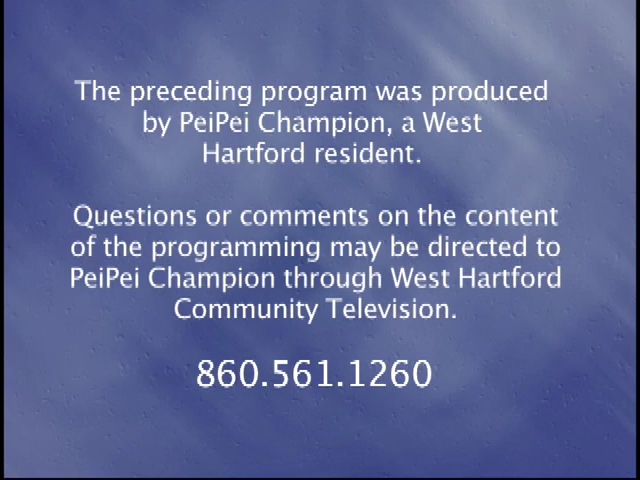 The preceding program was produced
by PeiPei Champion, a West
Hartford resident.
Questions or comments on the content
of the programming may be directed to
PeiPei Champion through West Hartford
Community Television.
860.561.1260